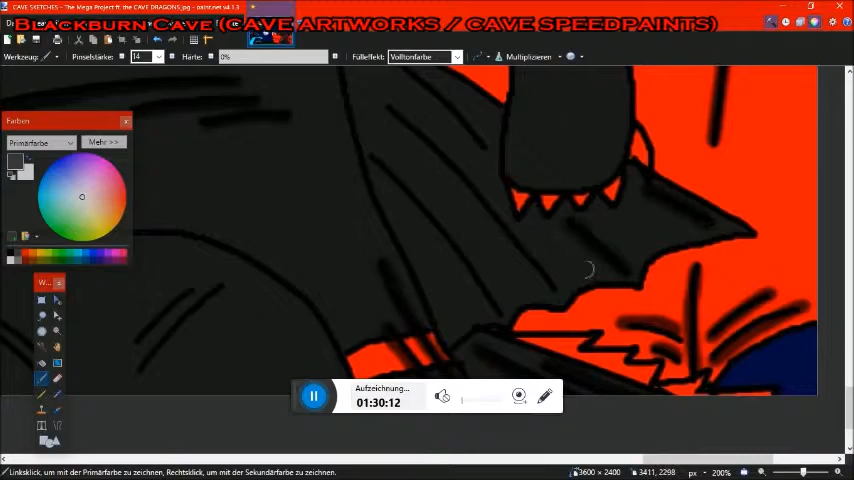 CAVE SKETCHES - The Mega Project ft. the CAVE DRAGONS.jpg - paint.net v4.1.3
Blackburn Cave (CAVE ARTWORKS / CAVE SPEEDPAINTS)
Werkzeug: Pinselstärke: 14 Härte: 0% Fülleffekt: Volltonfarbe Multiplizieren
Farben
Primärfarbe Mehr >>
W...
Aufzeichnung...
01:30:12
Linksklick, um mit der Primärfarbe zu zeichnen, Rechtsklick, um mit der Sekundärfarbe zu zeichnen. 3600 × 2400 3411, 2298 px 200%